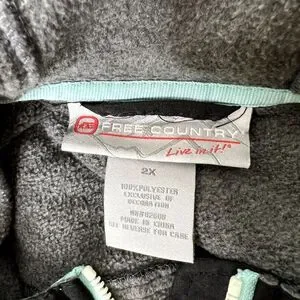 FREE COUNTRY
Live in it!®
2X
100%POLYESTER
EXCLUSIVE OF
DECORATION
MADE IN CHINA
SEE REVERSE FOR CARE